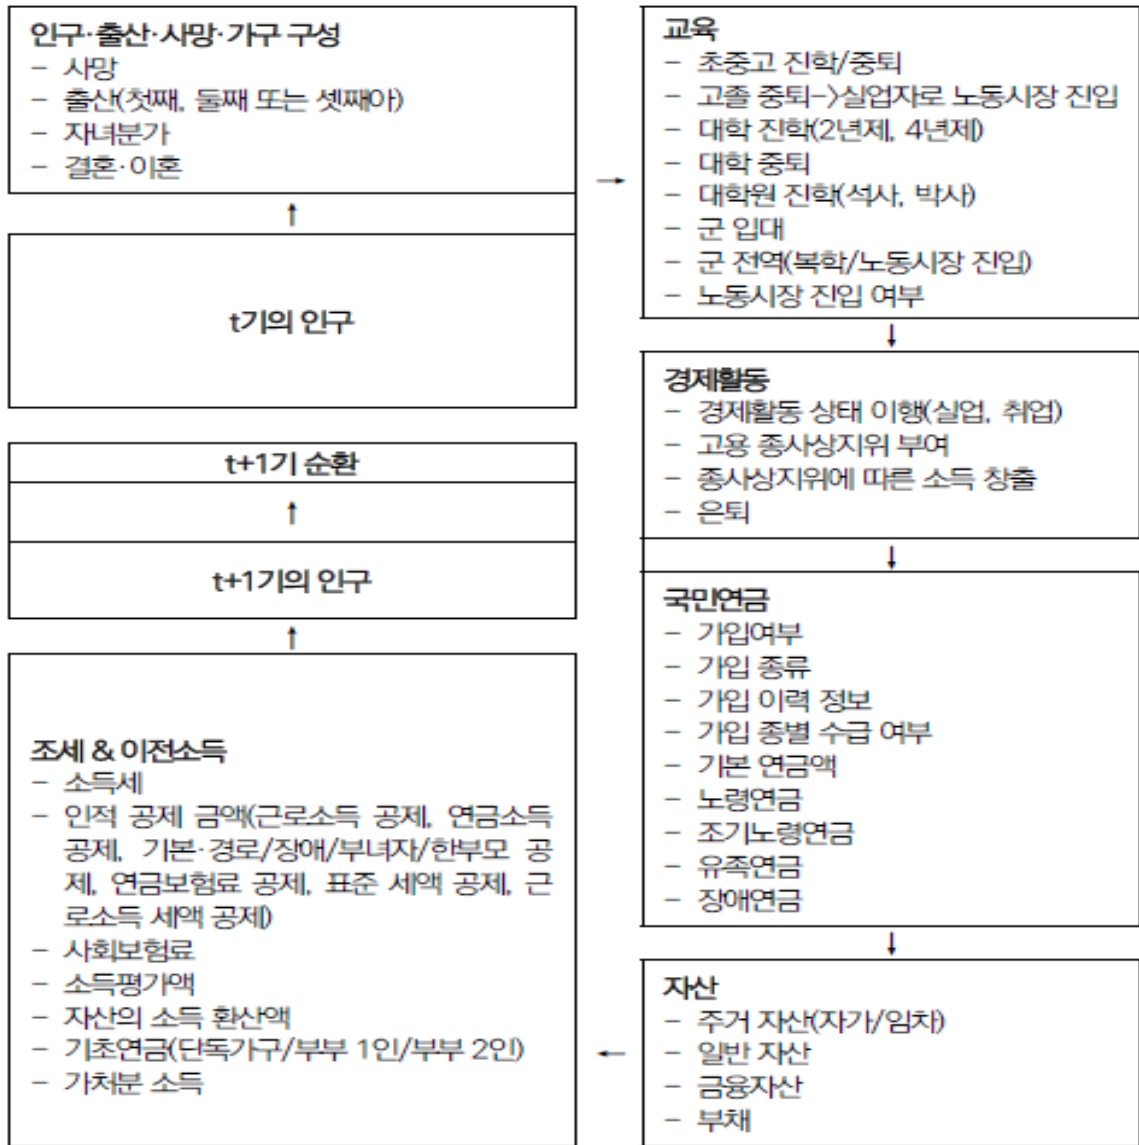 인구·출산·사망·가구 구성
- 사망
- 출산(첫째, 둘째 또는 셋째아)
- 자녀분가
- 결혼·이혼
↑
t기의 인구
→
교육
- 초중고 진학/중퇴
- 고졸 중퇴->실업자로 노동시장 진입
- 대학 진학(2년제, 4년제)
- 대학 중퇴
- 대학원 진학(석사, 박사)
- 군 입대
- 군 전역(복학/노동시장 진입)
- 노동시장 진입 여부
↓
경제활동
- 경제활동 상태 이행(실업, 취업)
- 고용 종사상지위 부여
- 종사상지위에 따른 소득 창출
- 은퇴
↓
국민연금
- 가입여부
- 가입 종류
- 가입 이력 정보
- 가입 종별 수급 여부
- 기본 연금액
- 노령연금
- 조기노령연금
- 유족연금
- 장애연금
↓
자산
- 주거 자산(자가/임차)
- 일반 자산
- 금융자산
- 부채
←
조세 & 이전소득
- 소득세
- 인적 공제 금액(근로소득 공제, 연금소득
공제, 기본·경로/장애/부녀자/한부모 공
제, 연금보험료 공제, 표준 세액 공제, 근
로소득 세액 공제)
- 사회보험료
- 소득평가액
- 자산의 소득 환산액
- 기초연금(단독가구/부부 1인/부부 2인)
- 가처분 소득
↑
t+1기의 인구
↑
t+1기 순환